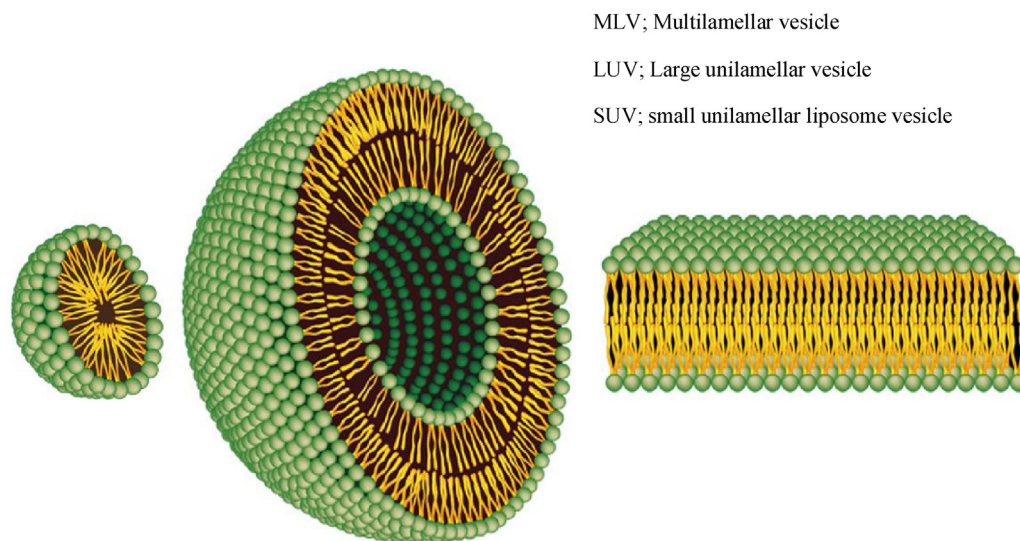 MLV; Multilamellar vesicle
LUV; Large unilamellar vesicle
SUV; small unilamellar liposome vesicle